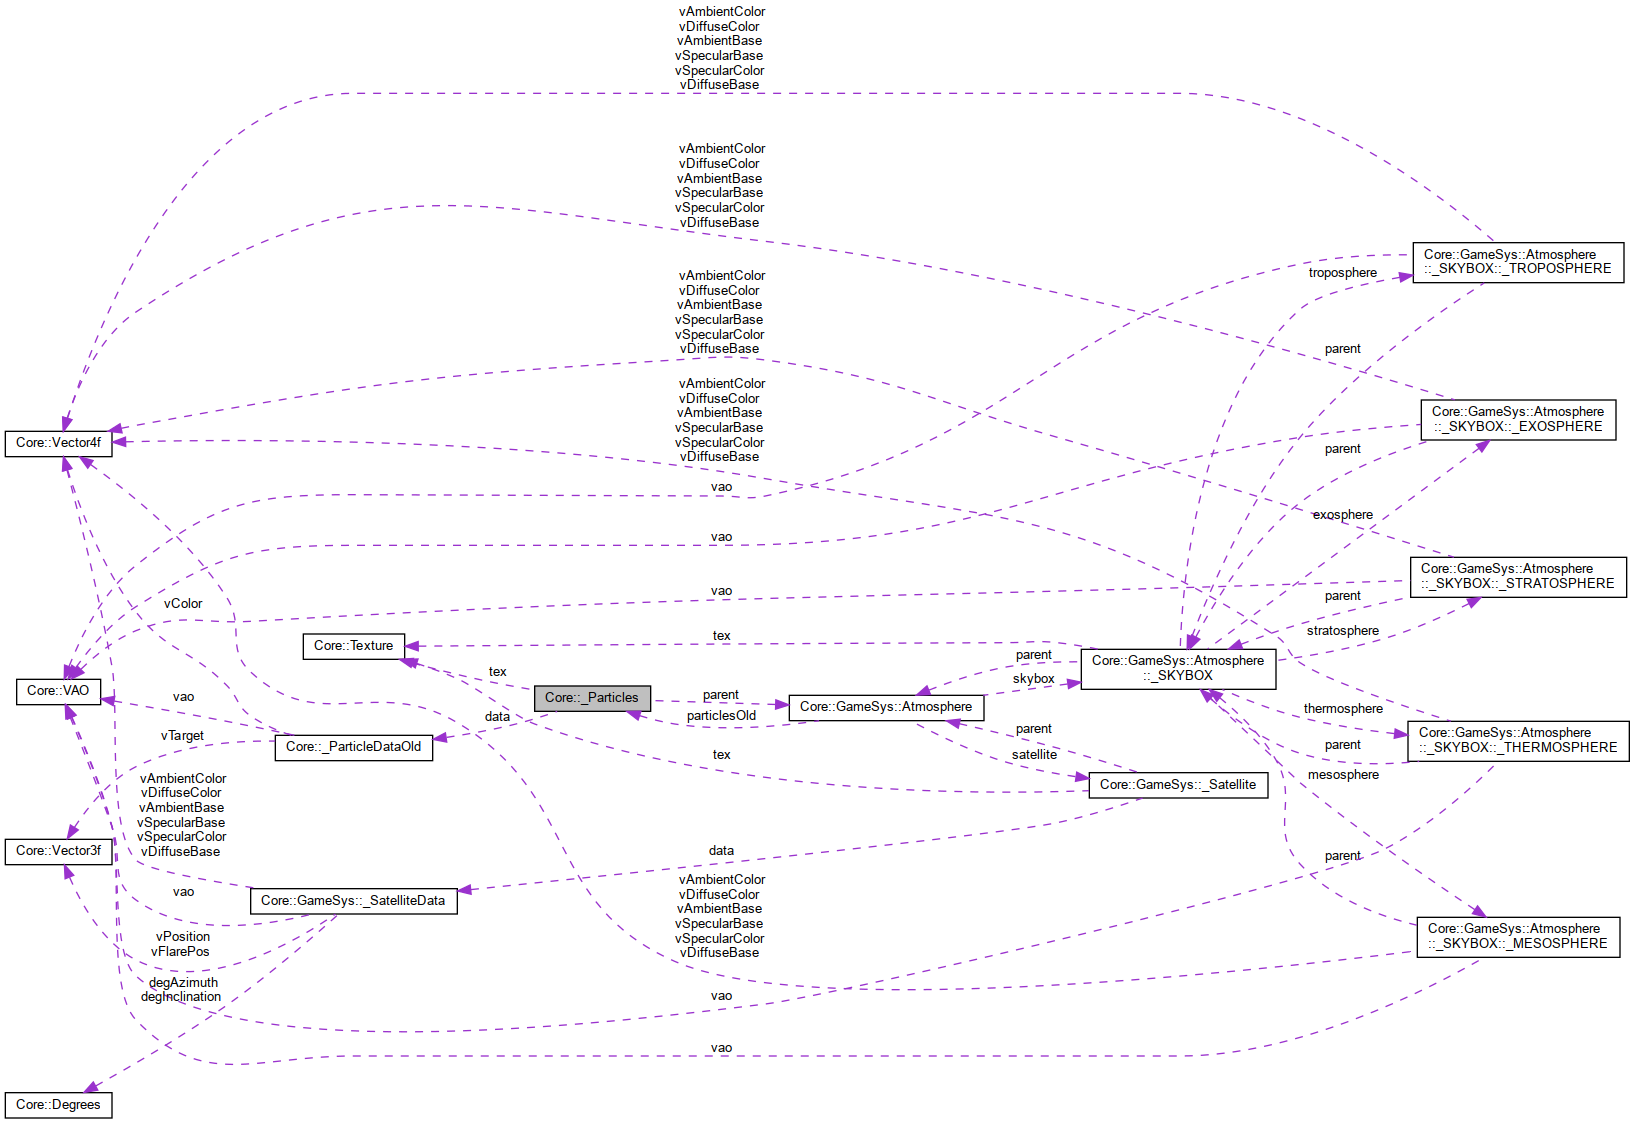 vAmbientColor
vDiffuseColor
vAmbientBase
vSpecularBase
vSpecularColor
vDiffuseBase
vAmbientColor
vDiffuseColor
vAmbientBase
vSpecularBase
vSpecularColor
vDiffuseBase
Core::GameSys::Atmosphere
::_SKYBOX::_TROPOSPHERE
troposphere
vAmbientColor
vDiffuseColor
vAmbientBase
vSpecularBase
vSpecularColor
vDiffuseBase
parent
vAmbientColor
vDiffuseColor
vAmbientBase
vSpecularBase
vSpecularColor
vDiffuseBase
Core::GameSys::Atmosphere
::_SKYBOX::_EXOSPHERE
Core::Vector4f
parent
vao
exosphere
vao
Core::GameSys::Atmosphere
::_SKYBOX::_STRATOSPHERE
vao
parent
vColor
stratosphere
tex
Core::Texture
parent
Core::GameSys::Atmosphere
::_SKYBOX
tex
skybox
Core::VAO
vao
Core::_Particles
parent
Core::GameSys::Atmosphere
thermosphere
data
particlesOld
parent
vTarget
Core::_ParticleDataOld
Core::GameSys::Atmosphere
::_SKYBOX::_THERMOSPHERE
parent
tex
satellite
mesosphere
vAmbientColor
vDiffuseColor
vAmbientBase
vSpecularBase
vSpecularColor
vDiffuseBase
Core::GameSys::_Satellite
Core::Vector3f
data
parent
vao
Core::GameSys::_SatelliteData
vAmbientColor
vDiffuseColor
vAmbientBase
vSpecularBase
vSpecularColor
vDiffuseBase
vPosition
vFlarePos
Core::GameSys::Atmosphere
::_SKYBOX::_MESOSPHERE
degAzimuth
degInclination
vao
vao
Core::Degrees